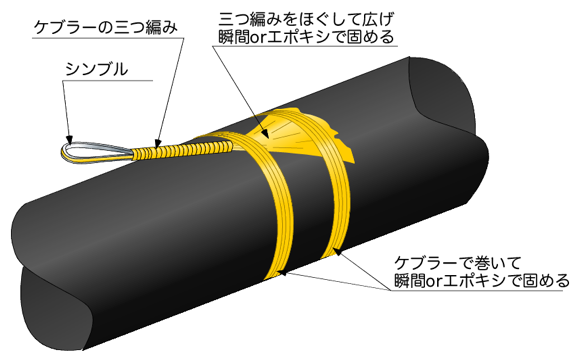 ケブラーの三つ編み
三つ編みをほぐして広げ
瞬間orエポキシで固める
シンブル
ケブラーで巻いて
瞬間orエポキシで固める